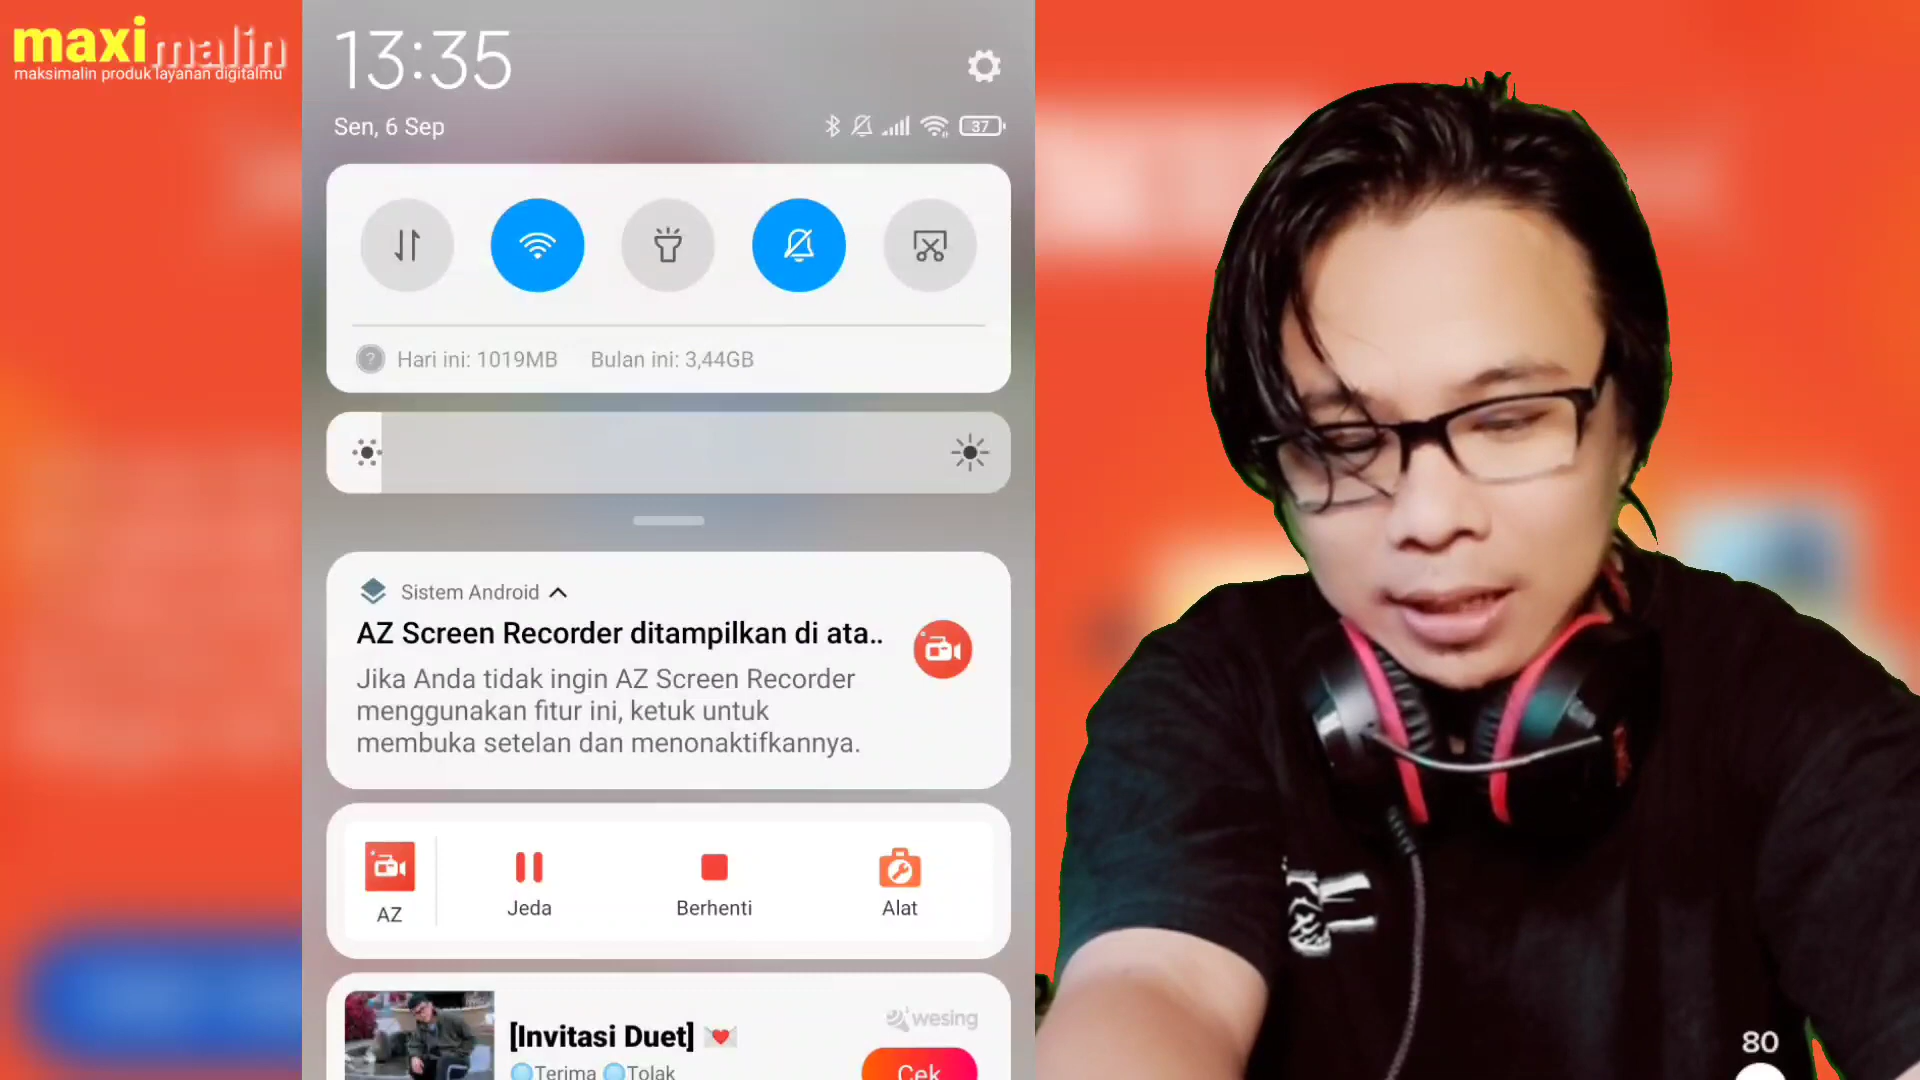 maximalin
maksimalin produk layanan digitalmu
13:35
Sen, 6 Sep
37
Hari ini: 1019MB Bulan ini: 3,44GB
Sistem Android
AZ Screen Recorder ditampilkan di ata..
Jika Anda tidak ingin AZ Screen Recorder
menggunakan fitur ini, ketuk untuk
membuka setelan dan menonaktifkannya.
AZ
Jeda
Berhenti
Alat
wesing
[Invitasi Duet]
Terima Tolak
Cek
80